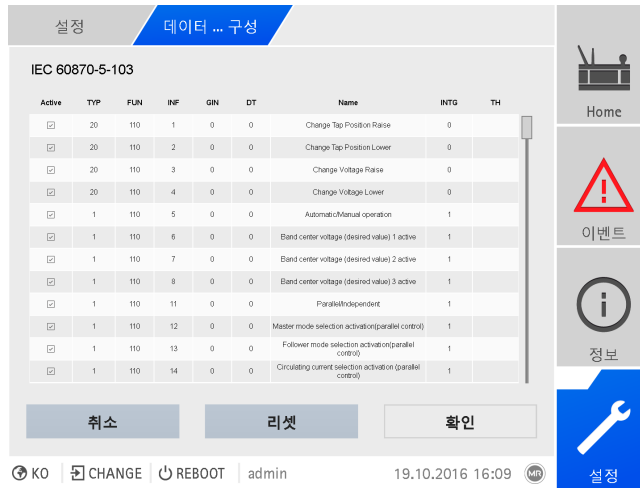 설정
데이터 ... 구성
IEC 60870-5-103
Active TYP FUN INF GIN DT Name INTG TH
20 110 1 0 0 Change Tap Position Raise 0
20 110 2 0 0 Change Tap Position Lower 0
20 110 3 0 0 Change Voltage Raise 0
20 110 4 0 0 Change Voltage Lower 0
1 110 5 0 0 Automatic/Manual operation 1
1 110 6 0 0 Band center voltage (desired value) 1 active 1
1 110 7 0 0 Band center voltage (desired value) 2 active 1
1 110 8 0 0 Band center voltage (desired value) 3 active 1
1 110 11 0 0 Parallel/Independent 1
1 110 12 0 0 Master mode selection activation(parallel control) 1
1 110 13 0 0 Follower mode selection activation(parallel control) 1
1 110 14 0 0 Circulating current selection activation (parallel control) 1
취소
리셋
확인
KO CHANGE REBOOT admin 19.10.2016 16:09 MR
Home
이벤트
정보
설정